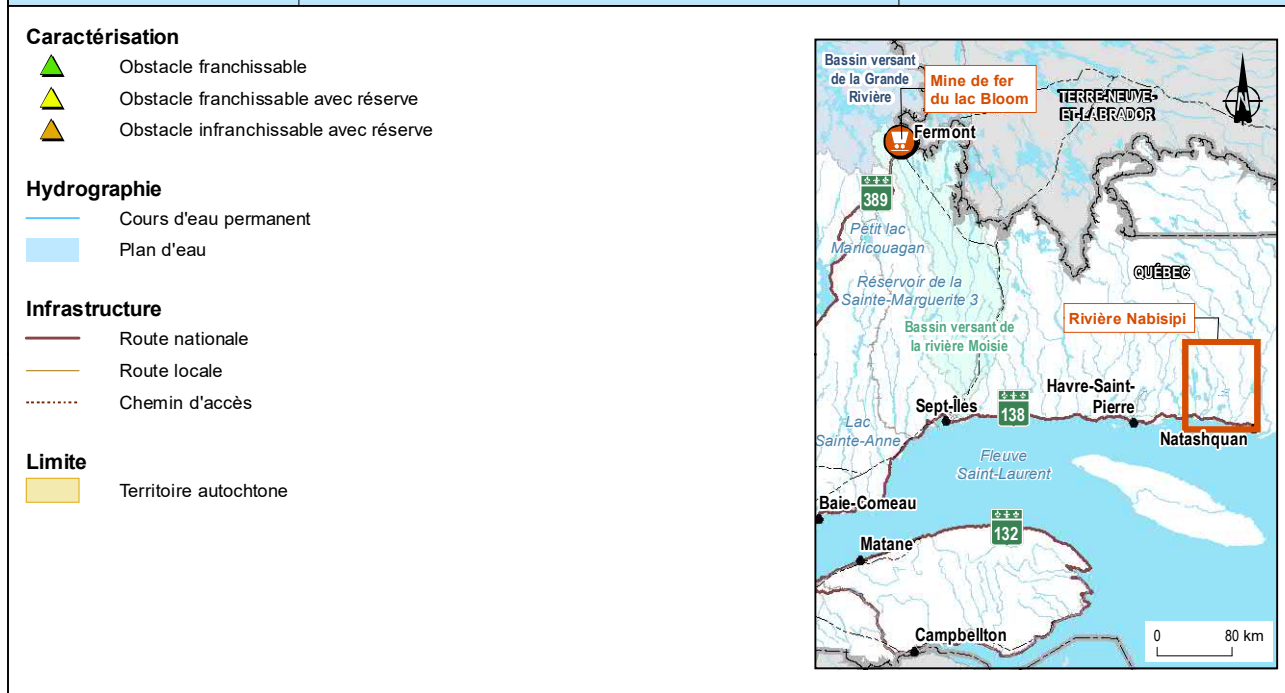 Caractérisation
Obstacle franchissable
Obstacle franchissable avec réserve
Obstacle infranchissable avec réserve
Hydrographie
Cours d'eau permanent
Plan d'eau
Infrastructure
Route nationale
Route locale
Chemin d'accès
Limite
Territoire autochtone
Bassin versant
de la Grande
Rivière
Mine de fer
du lac Bloom
TERRE-NEUVE-
ET-LABRADOR
N
Fermont
389
Petit lac
Manicouagan
QUÉBEC
Réservoir de la
Sainte-Marguerite 3
Rivière Nabisipi
Bassin versant de
la rivière Moisie
Havre-Saint-
Pierre
Sept-Îles
138
Natashquan
Lac
Sainte-Anne
Fleuve
Saint-Laurent
Baie-Comeau
132
Matane
Campbellton
0 80 km